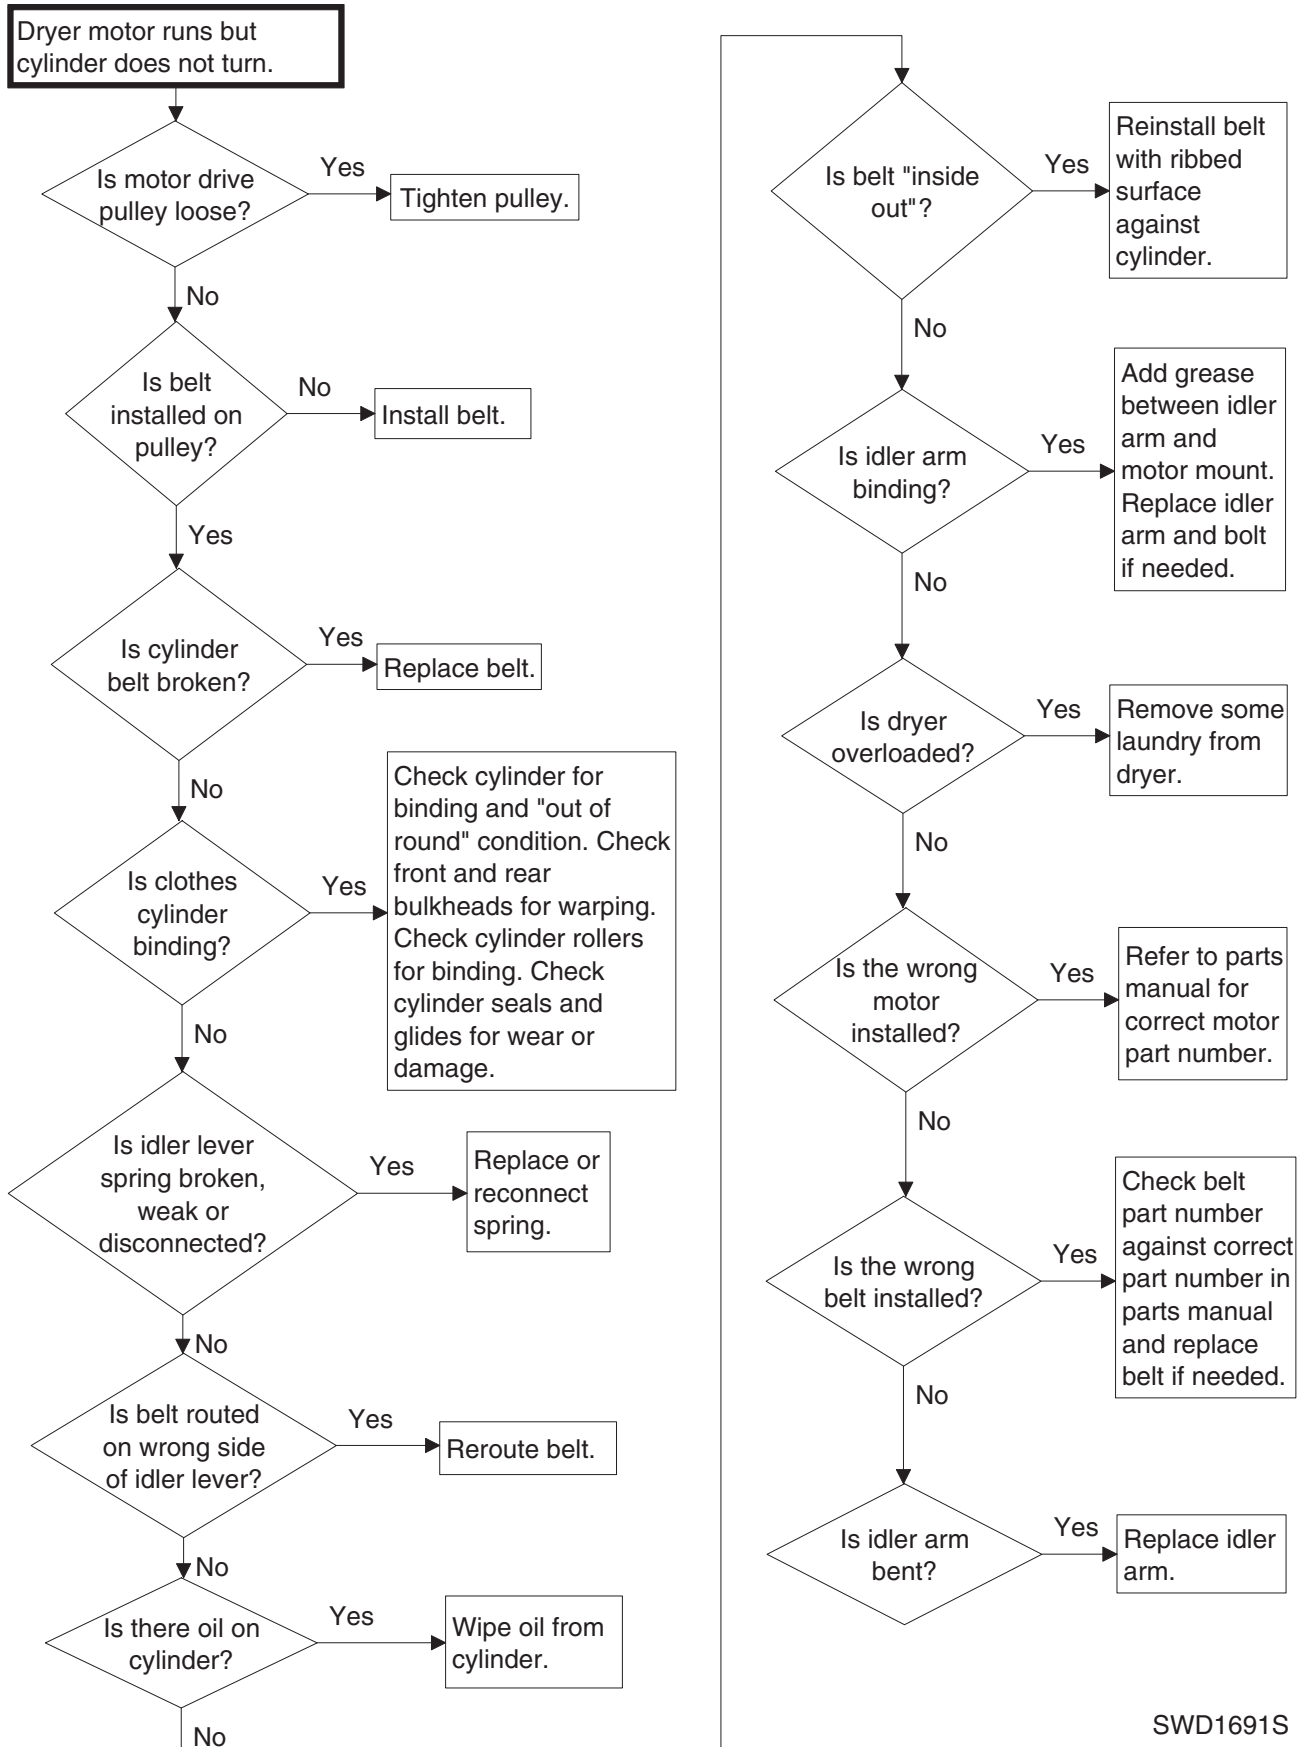 Dryer motor runs but
cylinder does not turn.
Is motor drive
pulley loose?
Yes
Tighten pulley.
No
Is belt
installed on
pulley?
No
Install belt.
Yes
Is cylinder
belt broken?
Yes
Replace belt.
No
Is clothes
cylinder
binding?
Yes
Check cylinder for
binding and "out of
round" condition. Check
front and rear
bulkheads for warping.
Check cylinder rollers
for binding. Check
cylinder seals and
glides for wear or
damage.
No
Is idler lever
spring broken,
weak or
disconnected?
Yes
Replace or
reconnect
spring.
No
Is belt routed
on wrong side
of idler lever?
Yes
Reroute belt.
No
Is there oil on
cylinder?
Yes
Wipe oil from
cylinder.
No
Is belt "inside
out"?
Yes
Reinstall belt
with ribbed
surface
against
cylinder.
No
Is idler arm
binding?
Yes
Add grease
between idler
arm and
motor mount.
Replace idler
arm and bolt
if needed.
No
Is dryer
overloaded?
Yes
Remove some
laundry from
dryer.
No
Is the wrong
motor
installed?
Yes
Refer to parts
manual for
correct motor
part number.
No
Is the wrong
belt installed?
Yes
Check belt
part number
against correct
part number in
parts manual
and replace
belt if needed.
No
Is idler arm
bent?
Yes
Replace idler
arm.
SWD1691S